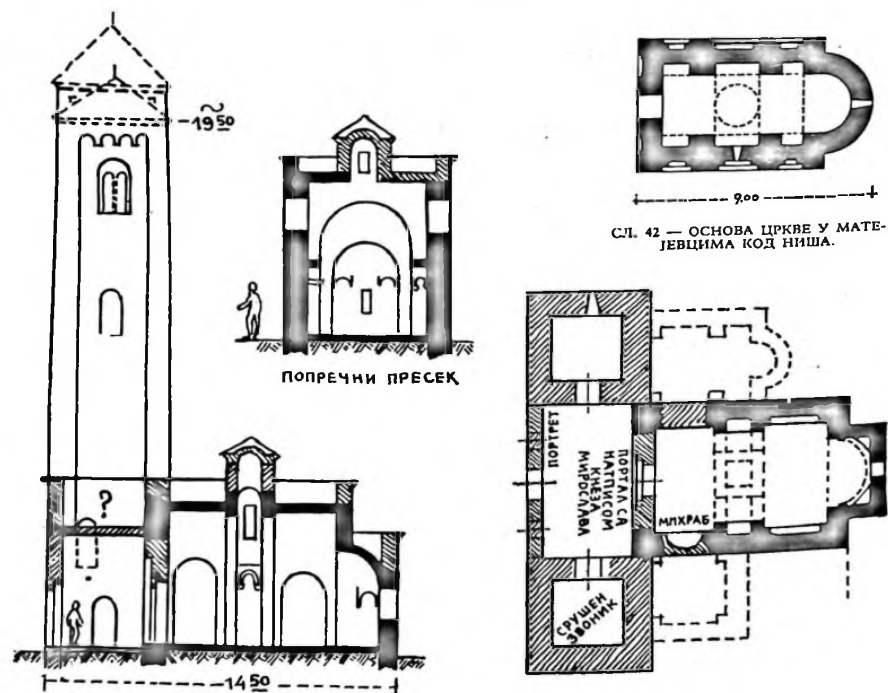 ~
19 50
?
ПОПРЕЧНИ ПРЕСЕК
14 50
9.00
СЛ. 42 — ОСНОВА ЦРКВЕ У МАТЕ-
ЈЕВЦИМА КОД НИША.
ПОРТРЕТ
ПОРТАЛ СА
НАТПИСОМ
КНЕЗА
МИРОСЛАВА
МИХРАБ
СРУШЕН
ЗВОНИК